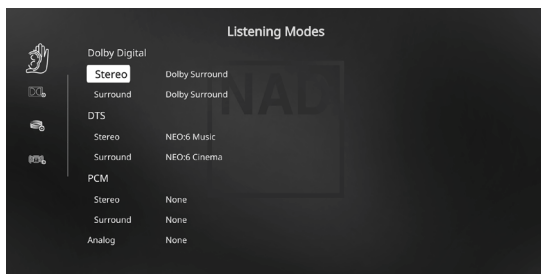 Listening Modes
Dolby Digital
Stereo Dolby Surround
Surround Dolby Surround
DTS
Stereo NEO:6 Music
Surround NEO:6 Cinema
PCM
Stereo None
Surround None
Analog None
NAD